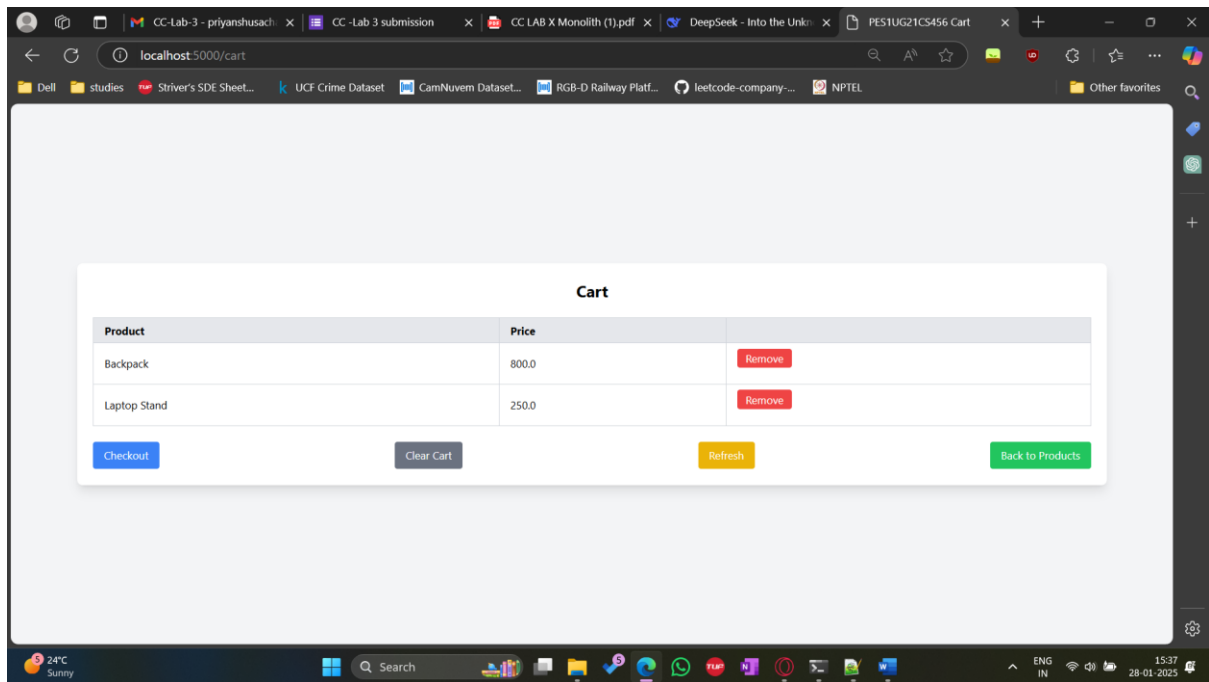 CC-Lab-3 - priyanshusach
CC -Lab 3 submission
CC LAB X Monolith (1).pdf
DeepSeek - Into the Unkn
PES1UG21CS456 Cart
localhost:5000/cart
Dell
studies
Striver's SDE Sheet...
UCF Crime Dataset
CamNuvem Dataset...
RGB-D Railway Platf...
leetcode-company-...
NPTEL
Other favorites
Cart
Product Price
Backpack 800.0 Remove
Laptop Stand 250.0 Remove
Checkout Clear Cart Refresh Back to Products
5
24°C
Sunny
Search
5
TUF
ENG
IN
15:37
28-01-2025